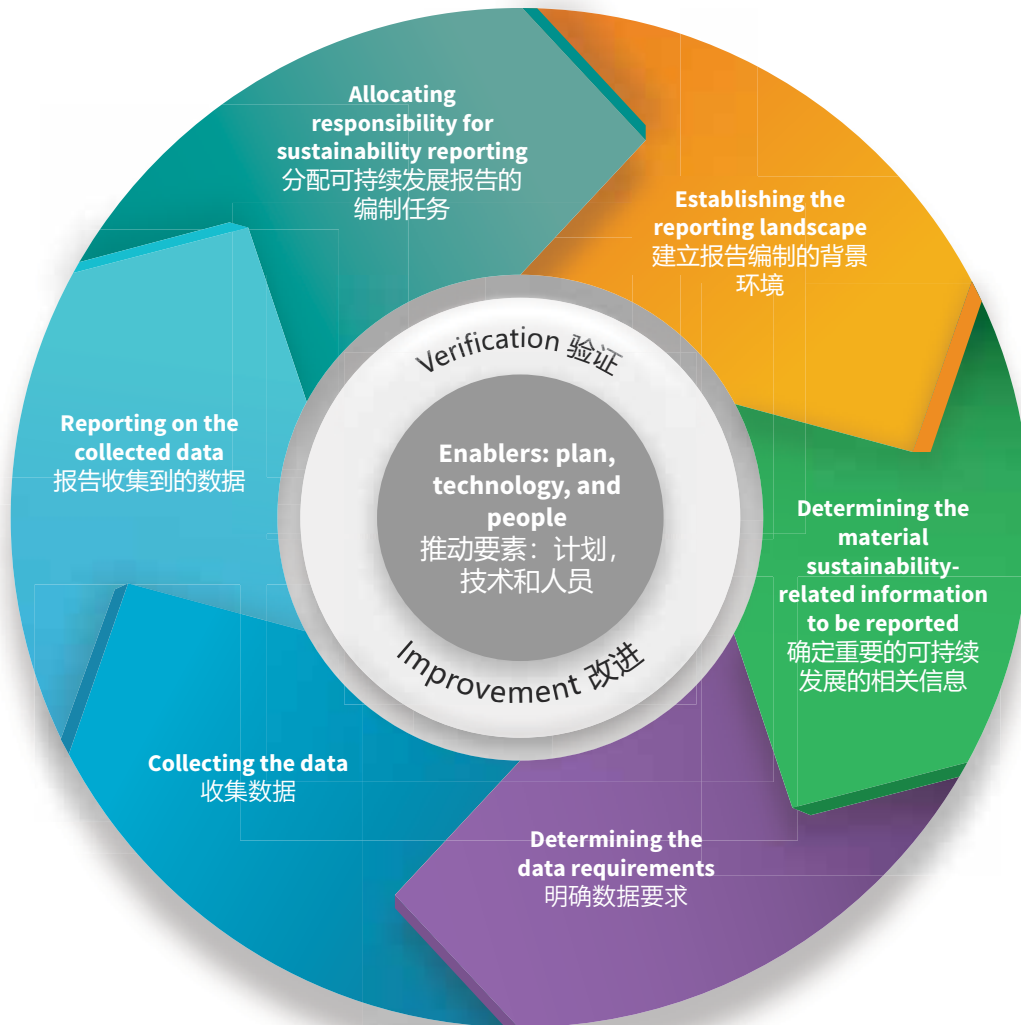 Allocating
responsibility for
sustainability reporting
分配可持续发展报告的
编制任务
Establishing the
reporting landscape
建立报告编制的背景
环境
Determining the
material
sustainability-
related information
to be reported
确定重要的可持续
发展的相关信息
Determining the
data requirements
明确数据要求
Collecting the data
收集数据
Reporting on the
collected data
报告收集到的数据
Verification 验证
Enablers: plan,
technology, and
people
推动要素：计划，
技术和人员
Improvement 改进